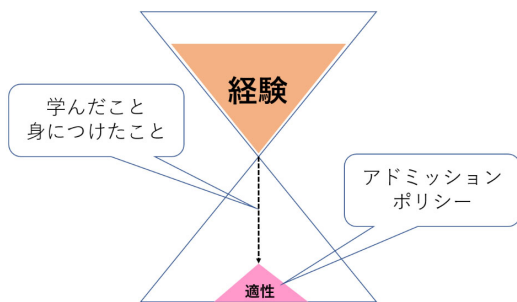 経験
学んだこと
身につけたこと
アドミッション
ポリシー
適性